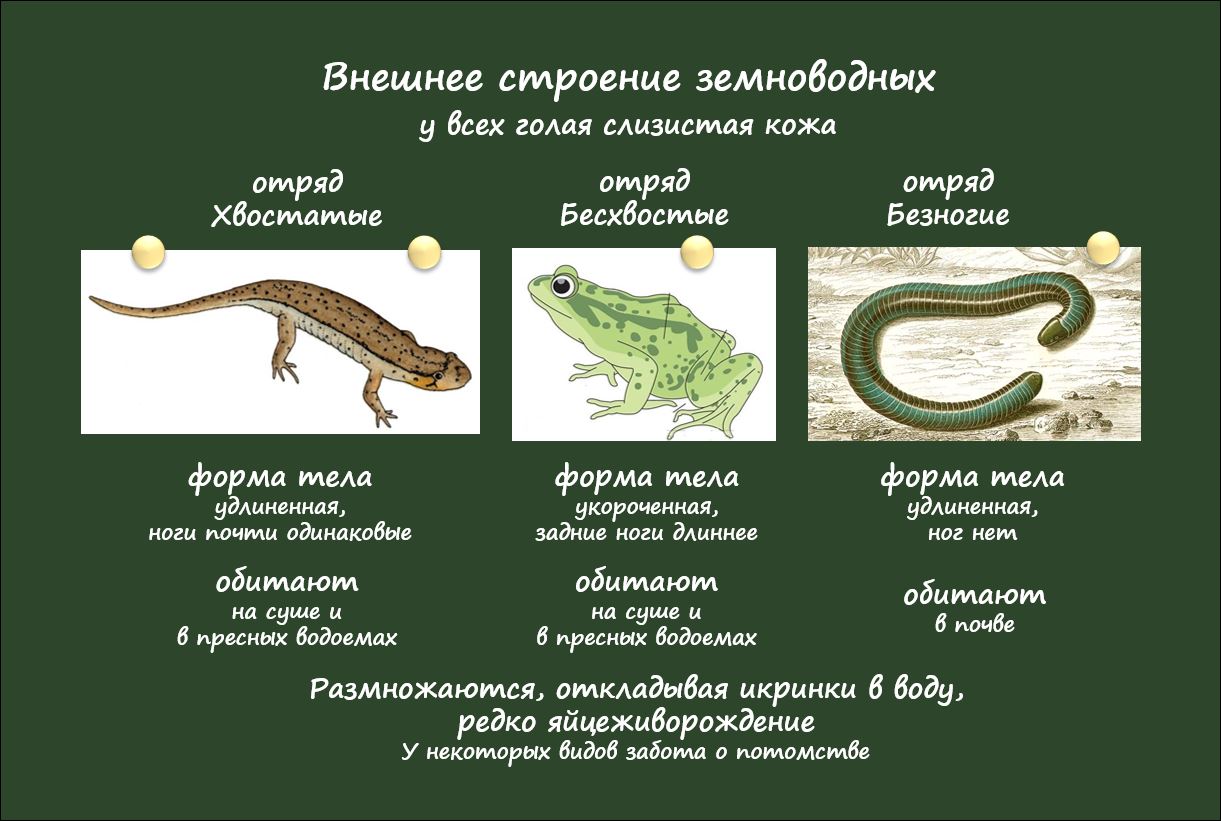 Внешнее строение земноводных
у всех голая слизистая кожа
отряд
Хвостатые
отряд
Бесхвостые
отряд
Безногие
форма тела
удлиненная,
ноги почти одинаковые
форма тела
укороченная,
задние ноги длиннее
форма тела
удлиненная,
ног нет
обитают
на суше и
в пресных водоемах
обитают
на суше и
в пресных водоемах
обитают
в почве
Размножаются, откладывая икринки в воду,
редко яйцеживорождение
У некоторых видов забота о потомстве